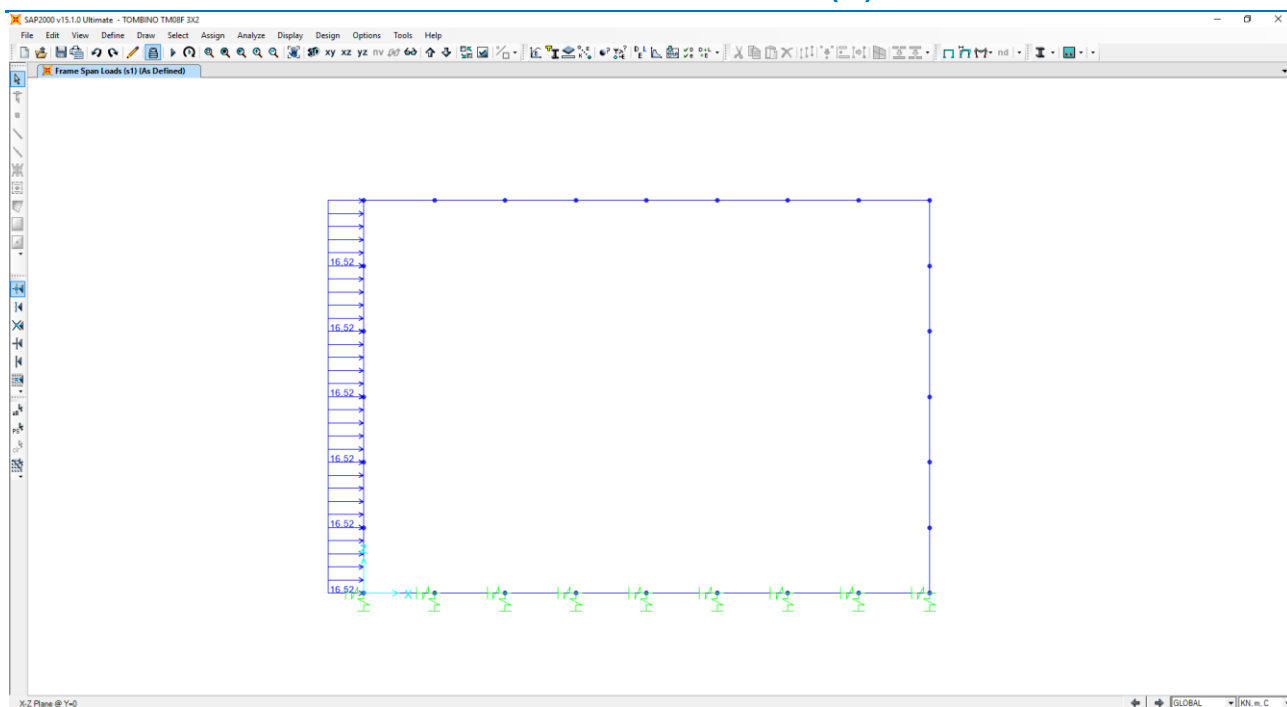 SAP2000 v15.1.0 Ultimate - TOMBINO TM08F 3X2
File Edit View Define Draw Select Assign Analyze Display Design Options Tools Help
xy xz yz nv nd
Frame Span Loads (s1) (As Defined)
16.52
16.52
16.52
16.52
16.52
16.52
X
X-Z Plane @ Y=0
GLOBAL KN, m, C